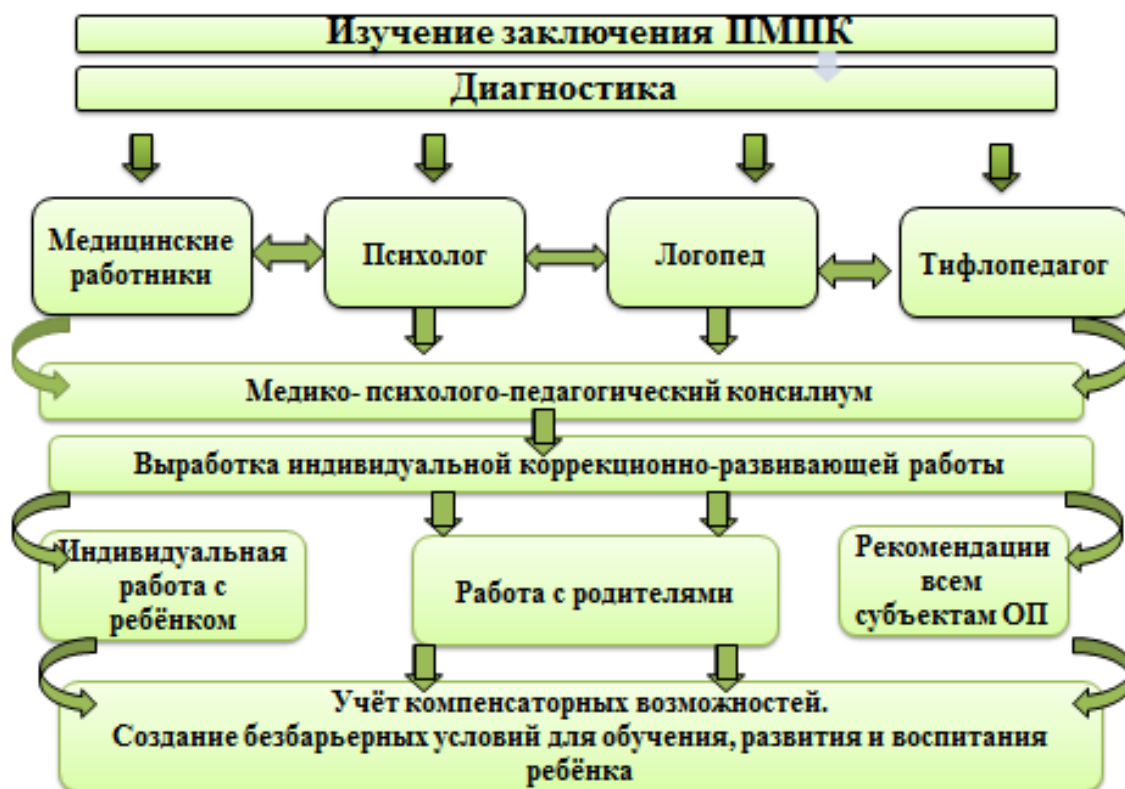 Изучение заключения ПМПК
Диагностика
Медицинские
работники
Психолог
Логопед
Тифлопедагог
Медико- психолого-педагогический консилиум
Выработка индивидуальной коррекционно-развивающей работы
Индивидуальная
работа с
ребёнком
Работа с родителями
Рекомендации
всем
субъектам ОП
Учёт компенсаторных возможностей.
Создание безбарьерных условий для обучения, развития и воспитания
ребёнка